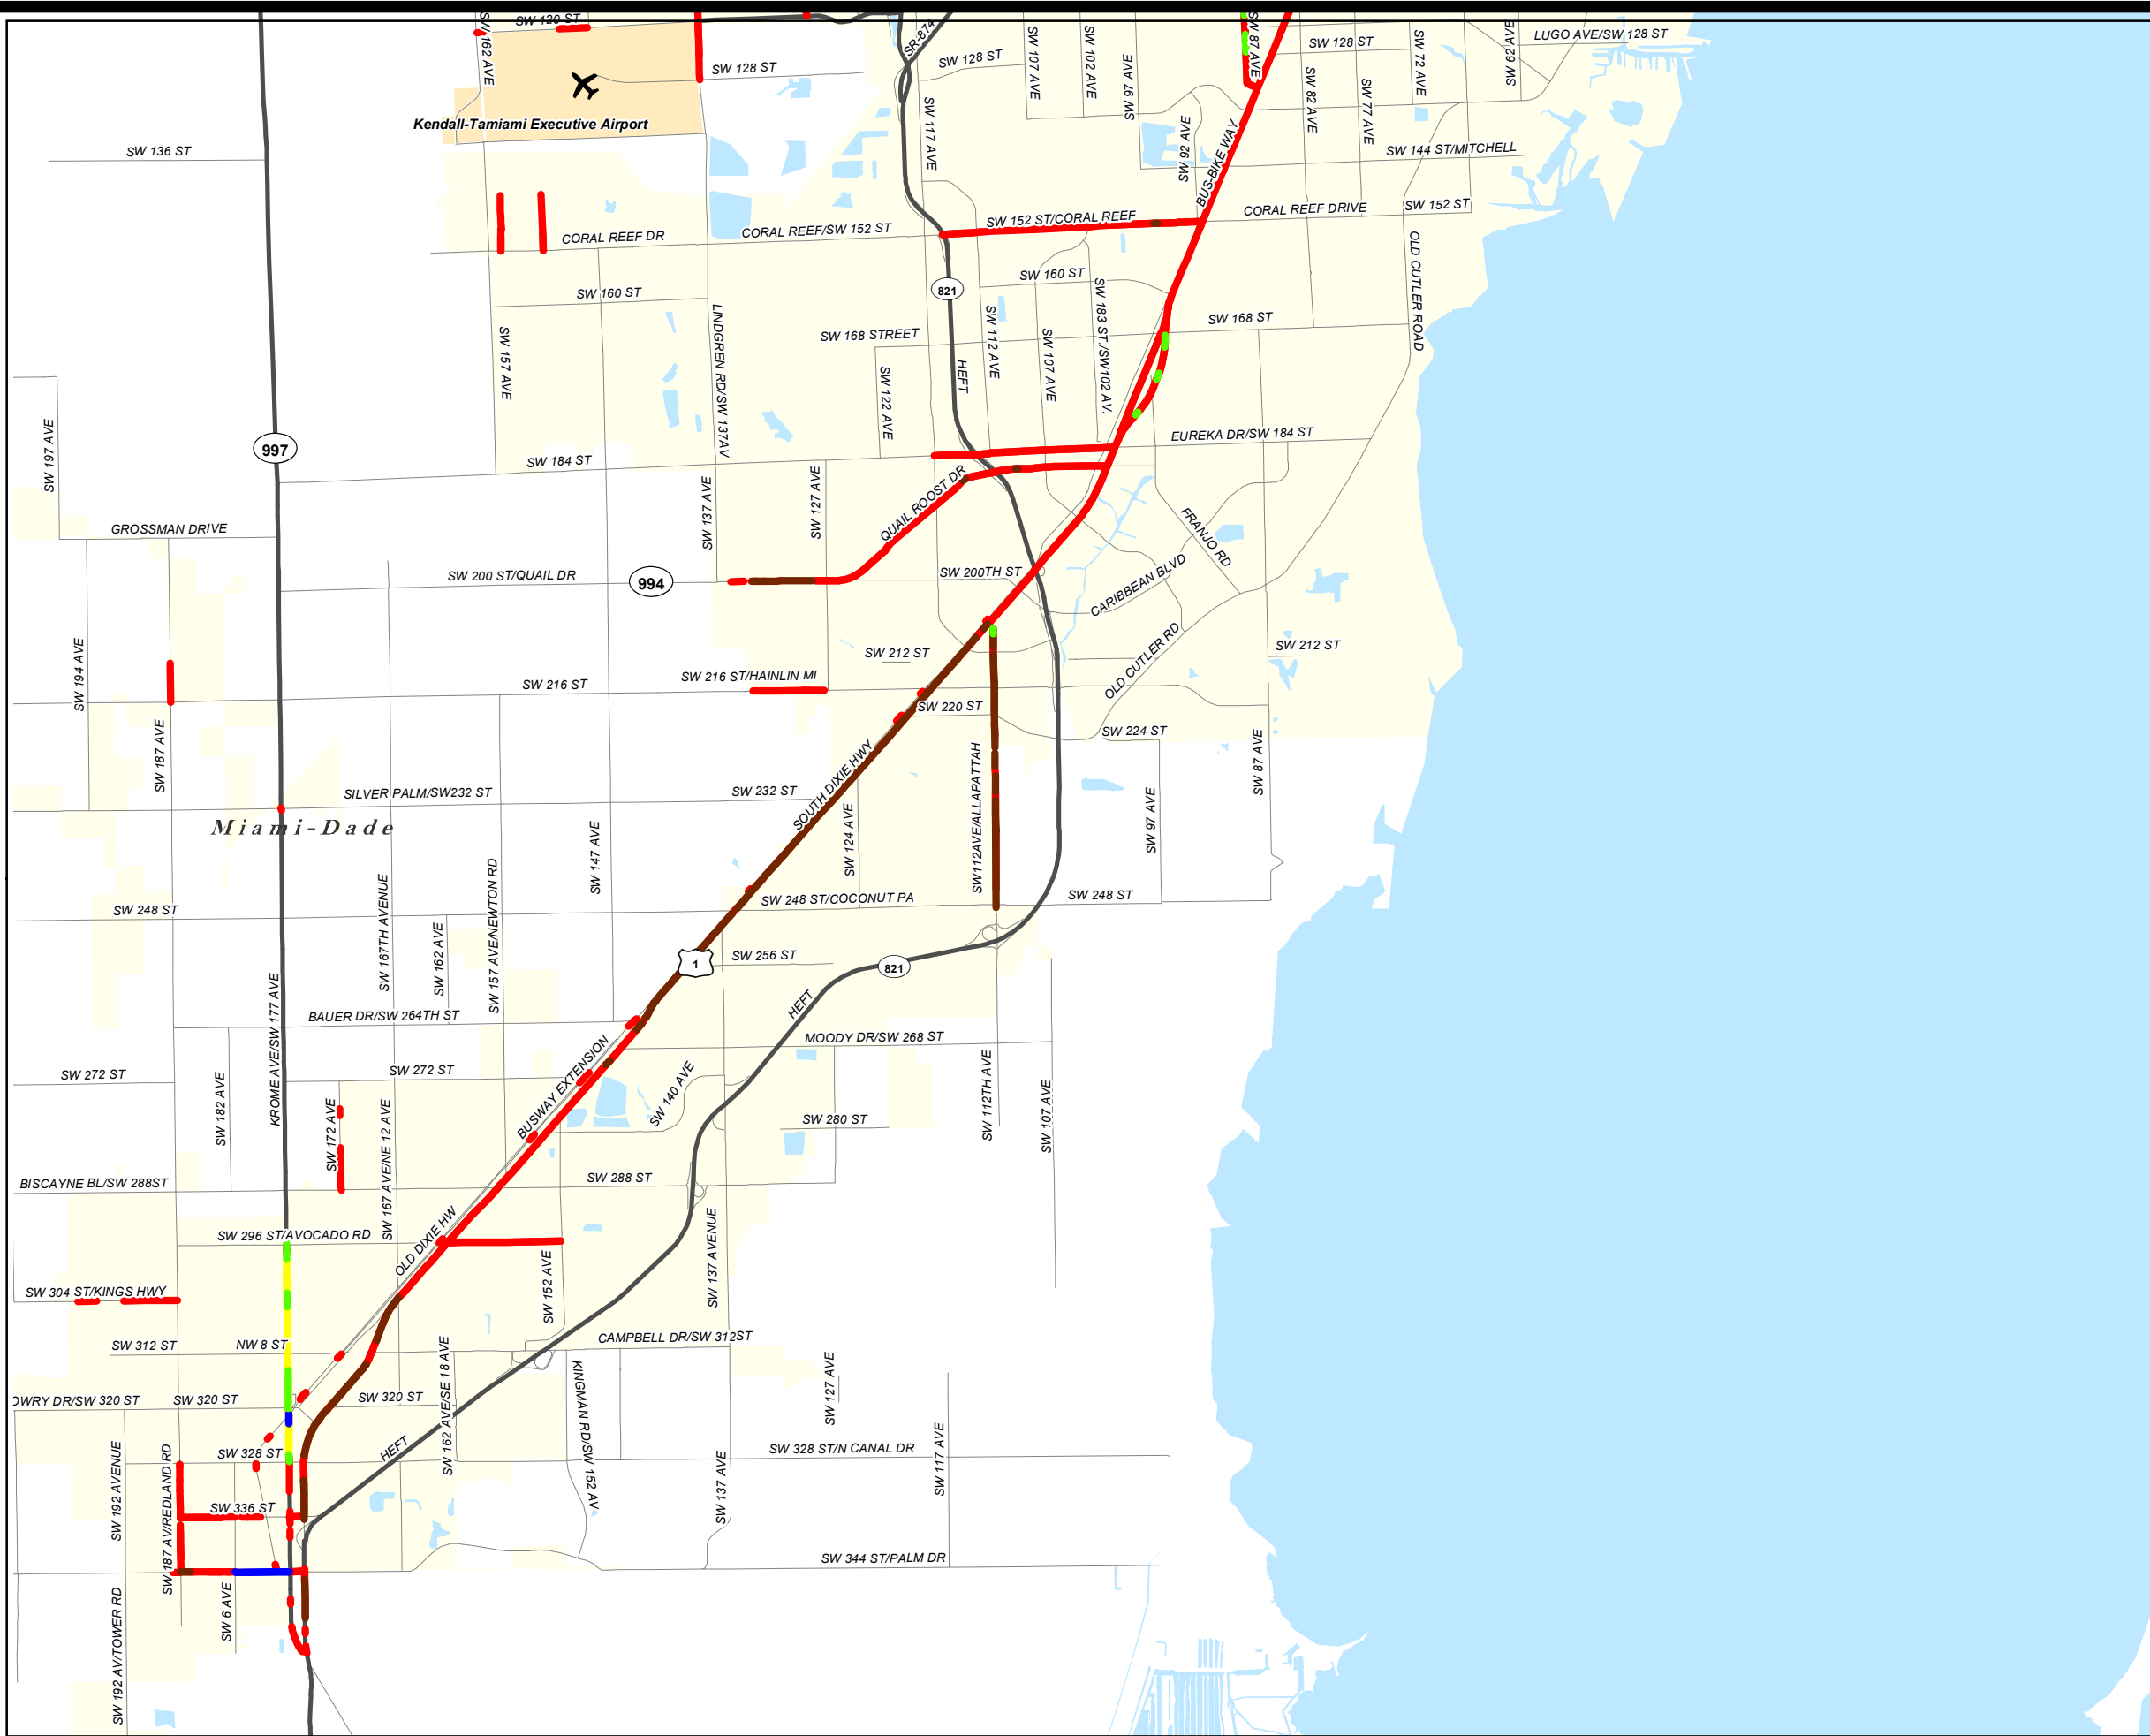 SW 120 ST
SW 162 AVE
SR-874
SW 128 ST
SW 128 ST
SW 107 AVE
SW 102 AVE
SW 97 AVE
SW 87 AVE
SW 128 ST
SW 72 AVE
SW 62 AVE
LUGO AVE/SW 128 ST
SW 82 AVE
SW 77 AVE
Kendall-Tamiami Executive Airport
SW 117 AVE
SW 92 AVE
BUS-BIKE WAY
SW 136 ST
SW 144 ST/MITCHELL
SW 152 ST/CORAL REEF
CORAL REEF DRIVE
SW 152 ST
CORAL REEF DR
CORAL REEF/SW 152 ST
OLD CUTLER ROAD
SW 160 ST
821
SW 160 ST
SW 183 ST./SW102 AV.
SW 157 AVE
LINDGREN RD/SW 137AV
SW 168 STREET
SW 112 AVE
SW 107 AVE
SW 168 ST
HEFT
SW 122 AVE
SW 197 AVE
997
EUREKA DR/SW 184 ST
SW 184 ST
SW 137 AVE
SW 127 AVE
QUAIL ROOST DR
FRANJO RD
GROSSMAN DRIVE
SW 200 ST/QUAIL DR
994
SW 200TH ST
CARIBBEAN BLVD
SW 194 AVE
SW 212 ST
OLD CUTLER RD
SW 212 ST
SW 216 ST
SW 216 ST/HAINLIN MI
SW 220 ST
SW 224 ST
SW 187 AVE
SOUTH DIXIE HWY
SW112AVE/ALLAPATTAH
SW 87 AVE
SILVER PALM/SW232 ST
SW 232 ST
Miami-Dade
SW 147 AVE
SW 124 AVE
SW 97 AVE
SW 248 ST
SW 167TH AVENUE
SW 162 AVE
SW 157 AVE/NEWTON RD
SW 248 ST/COCONUT PA
SW 248 ST
1
SW 256 ST
821
KROME AVE/SW 177 AVE
HEFT
BAUER DR/SW 264TH ST
BUSWAY EXTENSION
MOODY DR/SW 268 ST
SW 272 ST
SW 272 ST
SW 182 AVE
SW 172 AVE
SW 167 AVE/NE 12 AVE
SW 140 AVE
SW 280 ST
SW 112TH AVE
SW 107 AVE
BISCAYNE BL/SW 288ST
SW 288 ST
SW 296 ST/AVOCADO RD
OLD DIXIE HW
SW 137 AVENUE
SW 304 ST/KINGS HWY
SW 152 AVE
SW 312 ST
NW 8 ST
CAMPBELL DR/SW 312ST
SW 162 AVE/SE 18 AVE
KINGMAN RD/SW 152 AV
SW 127 AVE
OWRY DR/SW 320 ST
SW 320 ST
SW 320 ST
SW 192 AVENUE
SW 187 AV/REDLAND RD
SW 328 ST
HEFT
SW 328 ST/N CANAL DR
SW 137 AVE
SW 117 AVE
SW 336 ST
SW 344 ST/PALM DR
SW 192 AV/TOWER RD
SW 6 AVE